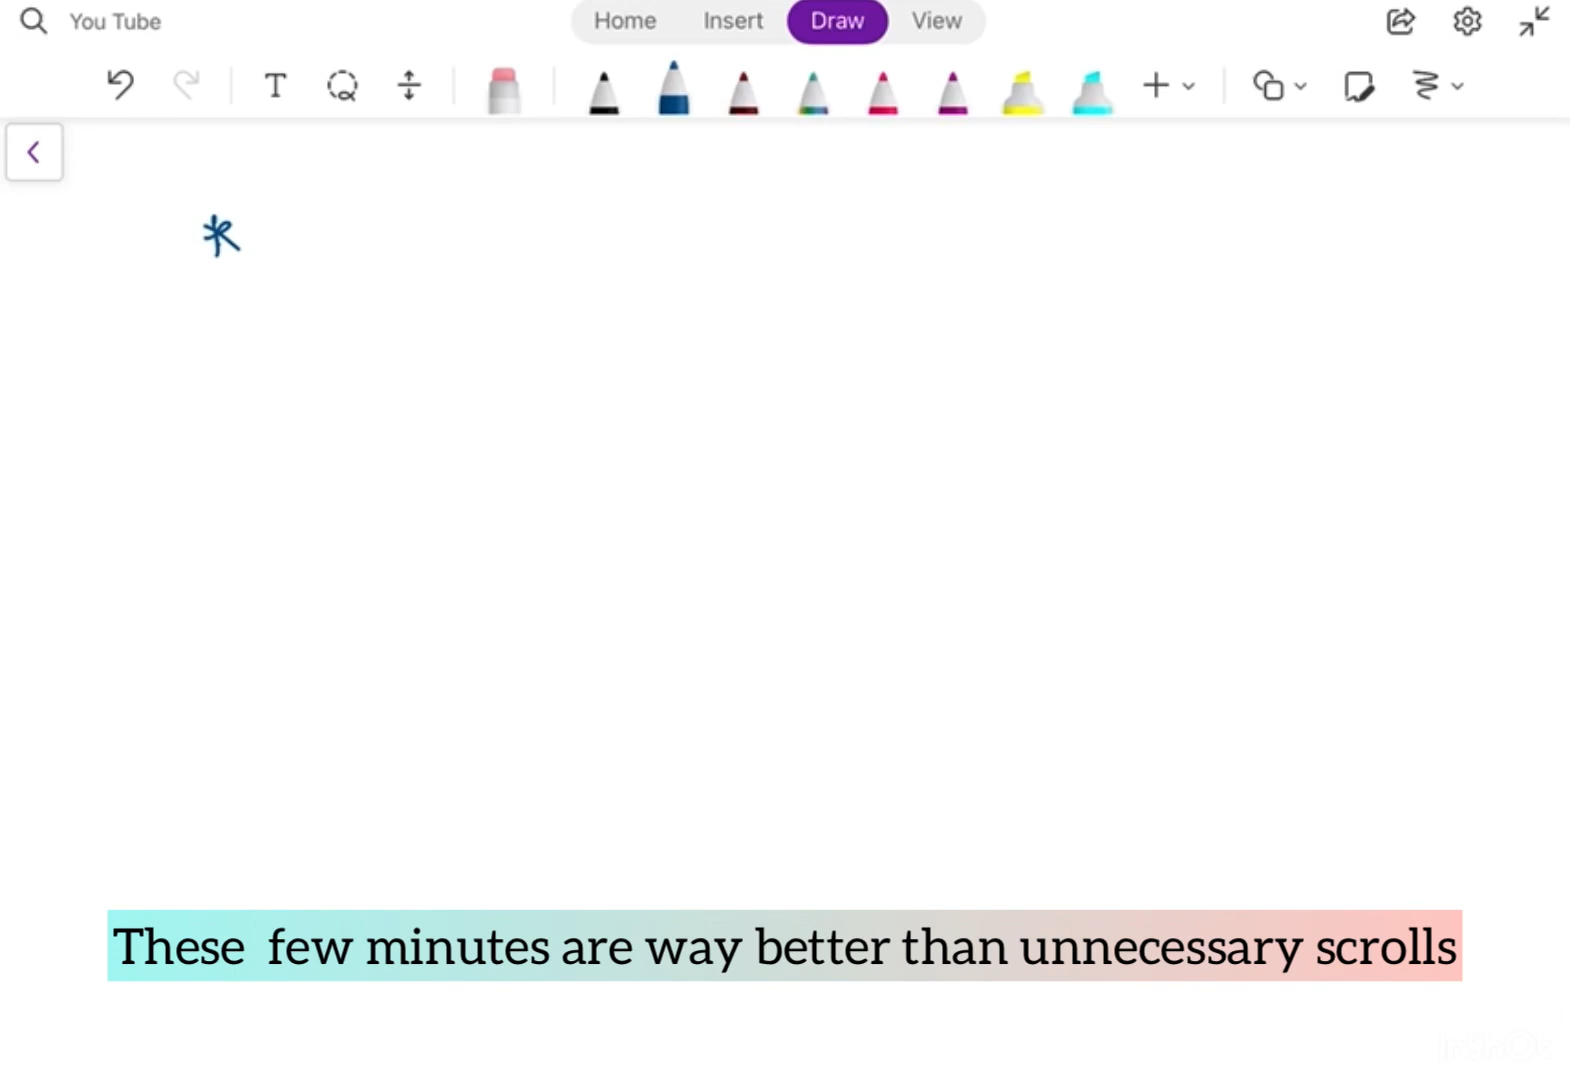 You Tube
Home Insert Draw View
T
*
These few minutes are way better than unnecessary scrolls